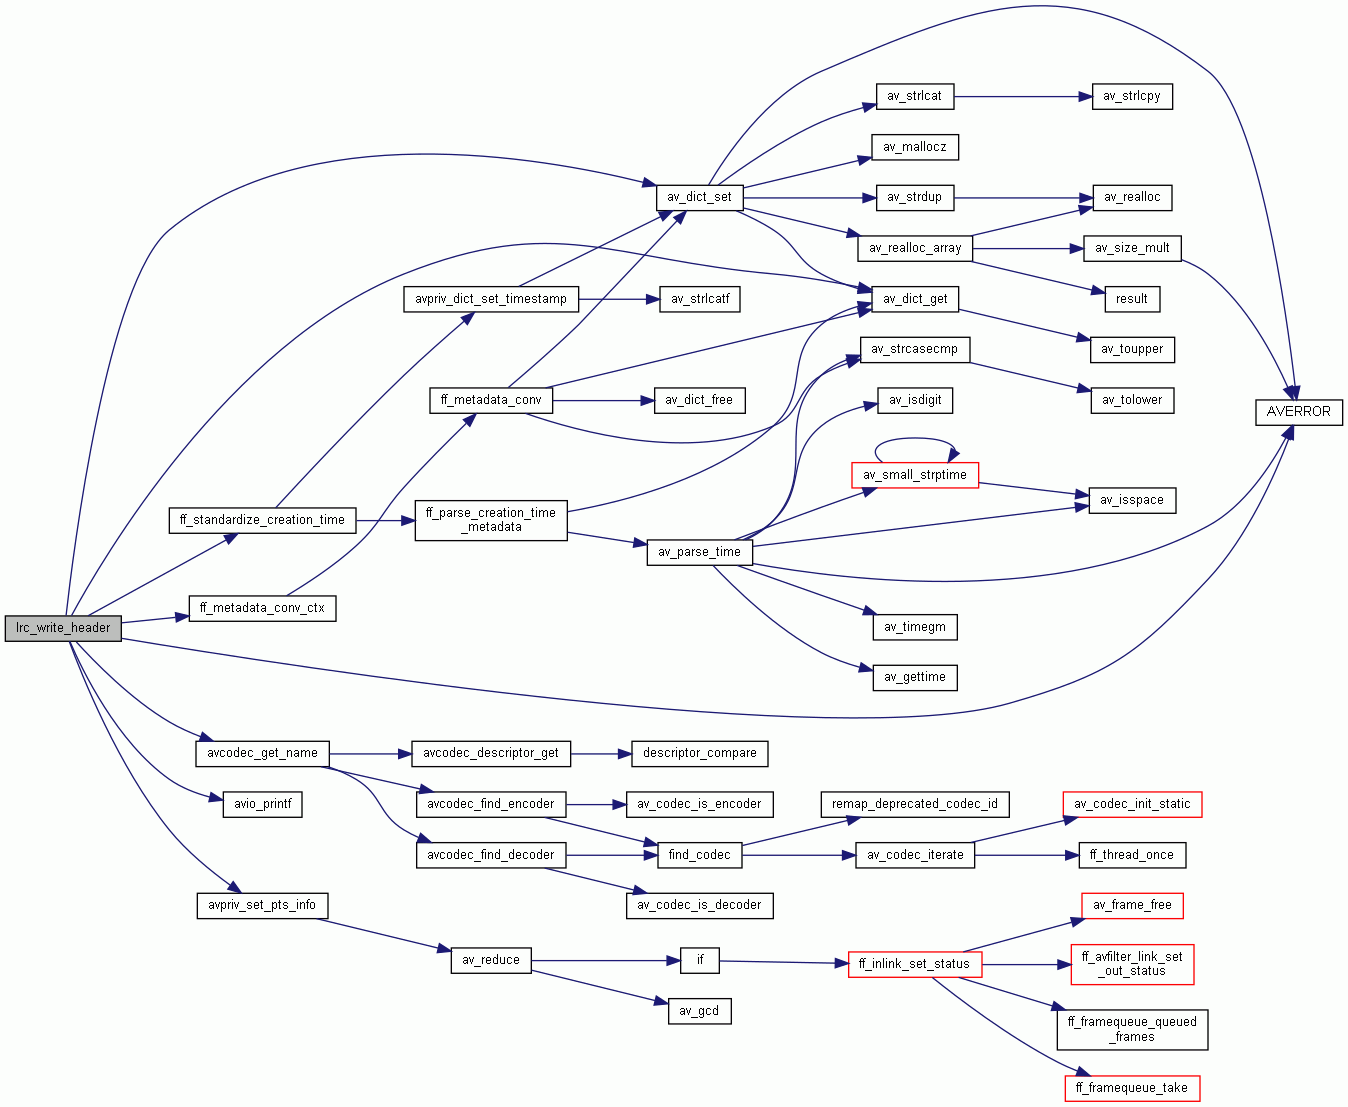 av_strlcat
av_strlcpy
av_mallocz
av_dict_set
av_strdup
av_realloc
av_realloc_array
av_size_mult
avpriv_dict_set_timestamp
av_strlcatf
av_dict_get
result
av_strcasecmp
av_toupper
ff_metadata_conv
av_dict_free
av_isdigit
av_tolower
AVERROR
av_small_strptime
av_isspace
ff_standardize_creation_time
ff_parse_creation_time
_metadata
av_parse_time
ff_metadata_conv_ctx
lrc_write_header
av_timegm
av_gettime
avcodec_get_name
avcodec_descriptor_get
descriptor_compare
avio_printf
avcodec_find_encoder
av_codec_is_encoder
remap_deprecated_codec_id
av_codec_init_static
avcodec_find_decoder
find_codec
av_codec_iterate
ff_thread_once
avpriv_set_pts_info
av_codec_is_decoder
av_frame_free
av_reduce
if
ff_inlink_set_status
ff_avfilter_link_set
_out_status
av_gcd
ff_framequeue_queued
_frames
ff_framequeue_take